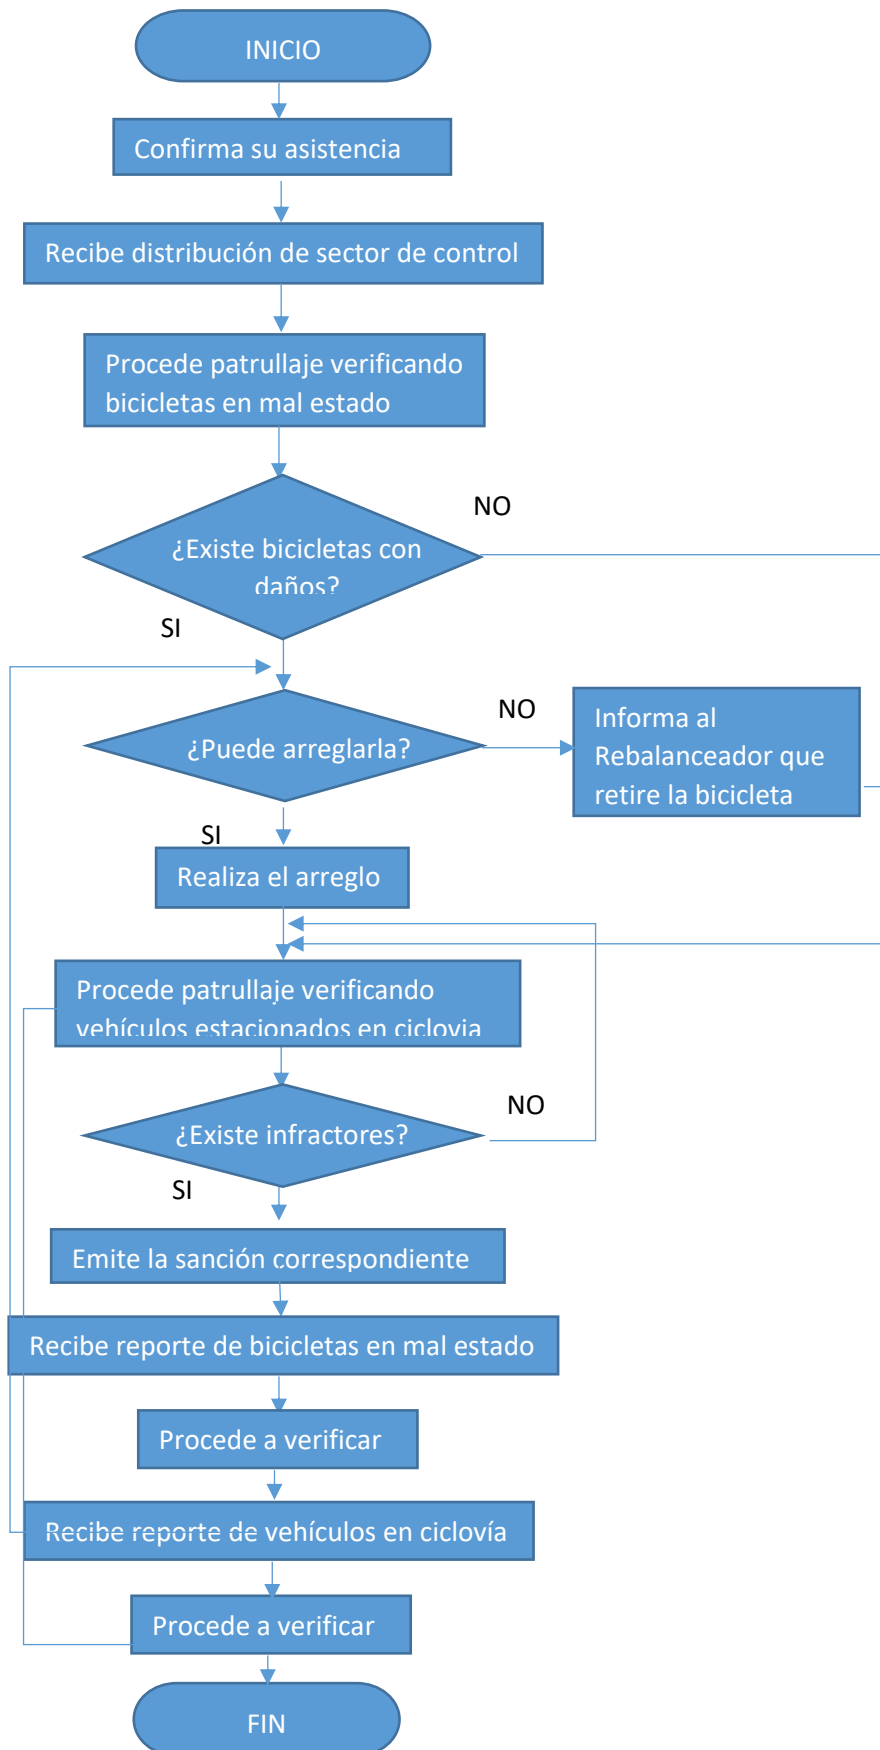 INICIO
Confirma su asistencia
Recibe distribución de sector de control
Procede patrullaje verificando
bicicletas en mal estado
NO
¿Existe bicicletas con
daños?
SI
¿Puede arreglarla?
NO
Informa al
Rebalanceador que
retire la bicicleta
SI
Realiza el arreglo
Procede patrullaje verificando
vehículos estacionados en ciclovia
¿Existe infractores?
NO
SI
Emite la sanción correspondiente
Recibe reporte de bicicletas en mal estado
Procede a verificar
Recibe reporte de vehículos en ciclovía
Procede a verificar
FIN